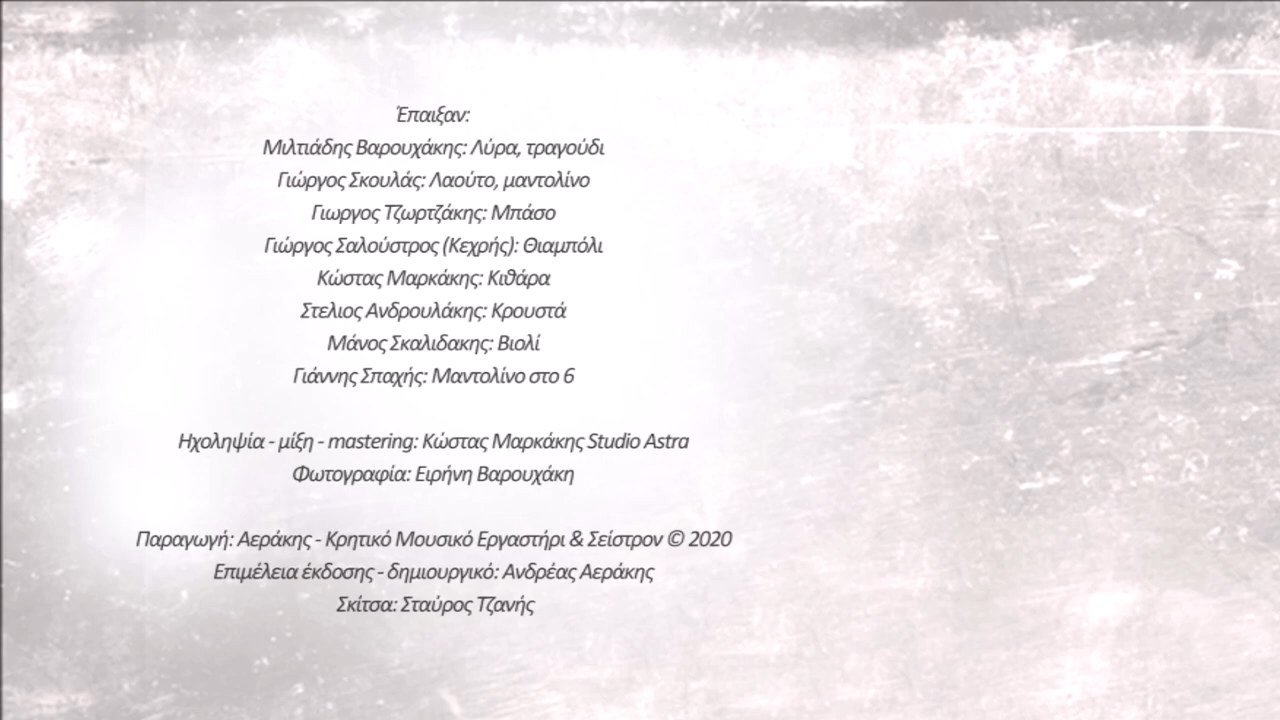 Έπαιξαν:
Μιλτιάδης Βαρουχάκης: Λύρα, τραγούδι
Γιώργος Σκουλάς: Λαούτο, μαντολίνο
Γιωργος Τζωρτζάκης: Μπάσο
Γιώργος Σαλούστρος (Κεχρής): Θιαμπόλι
Κώστας Μαρκάκης: Κιθάρα
Στελιος Ανδρουλάκης: Κρουστά
Μάνος Σκαλιδακης: Βιολί
Γιάννης Σπαχής: Μαντολίνο στο 6
Ηχοληψία - μίξη - mastering: Κώστας Μαρκάκης Studio Astra
Φωτογραφία: Ειρήνη Βαρουχάκη
Παραγωγή: Αεράκης - Κρητικό Μουσικό Εργαστήρι & Σείστρον © 2020
Επιμέλεια έκδοσης - δημιουργικό: Ανδρέας Αεράκης
Σκίτσα: Σταύρος Τζανής